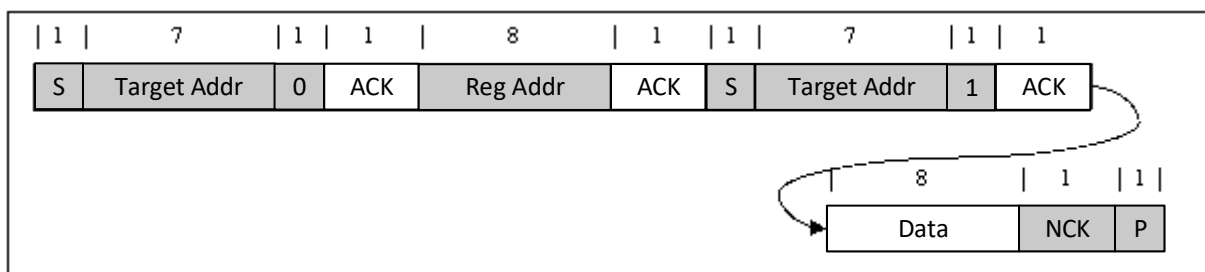 | 1 | 7 | 1 | 1 | 8 | 1 | 1 | 7 | 1 | 1
S Target Addr 0 ACK Reg Addr ACK S Target Addr 1 ACK
| 8 | 1 | 1 |
Data NCK P